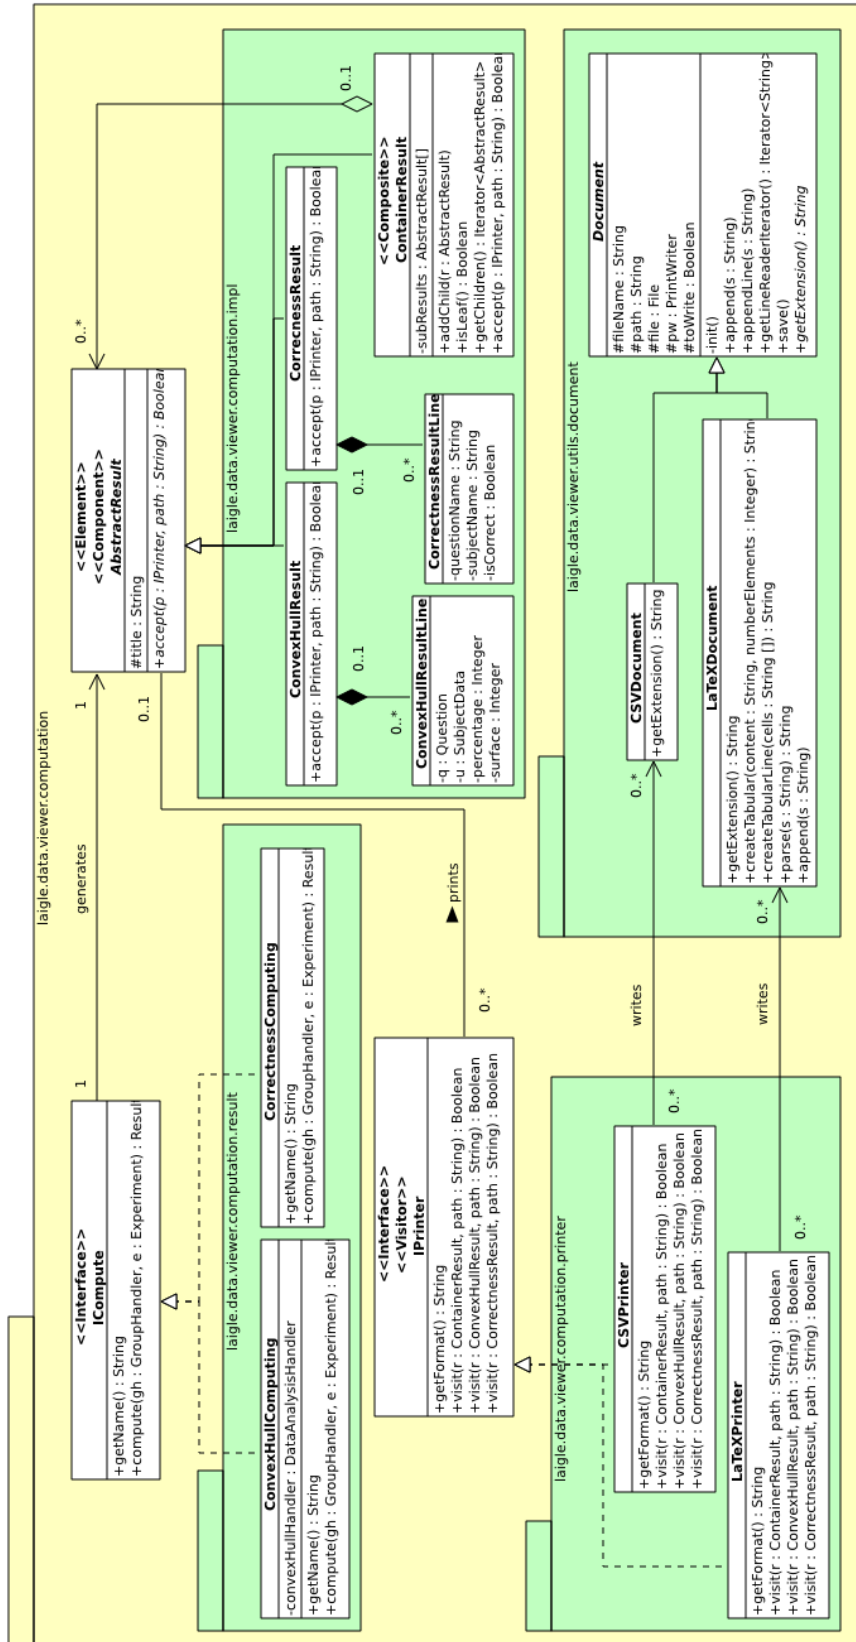 laigle.data.viewer.computation
<<Interface>>
ICompute
+getName() : String
+compute(gh : GroupHandler, e : Experiment) : Result
1
generates
1
<<Element>>
<<Component>>
AbstractResult
#title : String
+accept(p : IPrinter, path : String) : Boolean
0..1
0..*
0..1
laigle.data.viewer.computation.result
ConvexHullComputing
-convexHullHandler : DataAnalysisHandler
+getName() : String
+compute(gh : GroupHandler, e : Experiment) : Result
CorrectnessComputing
+getName() : String
+compute(gh : GroupHandler, e : Experiment) : Result
laigle.data.viewer.computation.impl
ConvexHullResult
+accept(p : IPrinter, path : String) : Boolean
0..1
0..*
ConvexHullResultLine
-q : Question
-u : SubjectData
-percentage : Integer
-surface : Integer
CorrecnessResult
+accept(p : IPrinter, path : String) : Boolean
0..1
0..*
CorrectnessResultLine
-questionName : String
-subjectName : String
-isCorrect : Boolean
<<Composite>>
ContainerResult
-subResults : AbstractResult[]
+addChild(r : AbstractResult)
+isLeaf() : Boolean
+getChildren() : Iterator<AbstractResult>
+accept(p : IPrinter, path : String) : Boolean
<<Interface>>
<<Visitor>>
IPrinter
+getFormat() : String
+visit(r : ContainerResult, path : String) : Boolean
+visit(r : ConvexHullResult, path : String) : Boolean
+visit(r : CorrectnessResult, path : String) : Boolean
0..*
prints
laigle.data.viewer.computation.printer
CSVPrinter
+getFormat() : String
+visit(r : ContainerResult, path : String) : Boolean
+visit(r : ConvexHullResult, path : String) : Boolean
+visit(r : CorrectnessResult, path : String) : Boolean
0..*
writes
0..*
LaTeXPrinter
+getFormat() : String
+visit(r : ContainerResult, path : String) : Boolean
+visit(r : ConvexHullResult, path : String) : Boolean
+visit(r : CorrectnessResult, path : String) : Boolean
0..*
writes
0..*
laigle.data.viewer.utils.document
CSVDocument
+getExtension() : String
LaTeXDocument
+getExtension() : String
+createTabular(content : String, numberElements : Integer) : String
+createTabularLine(cells : String []) : String
+parse(s : String) : String
+append(s : String)
Document
#fileName : String
#path : String
#file : File
#pw : PrintWriter
#toWrite : Boolean
-init()
+append(s : String)
+appendLine(s : String)
+getLineReaderIterator() : Iterator<String>
+save()
+getExtension() : String